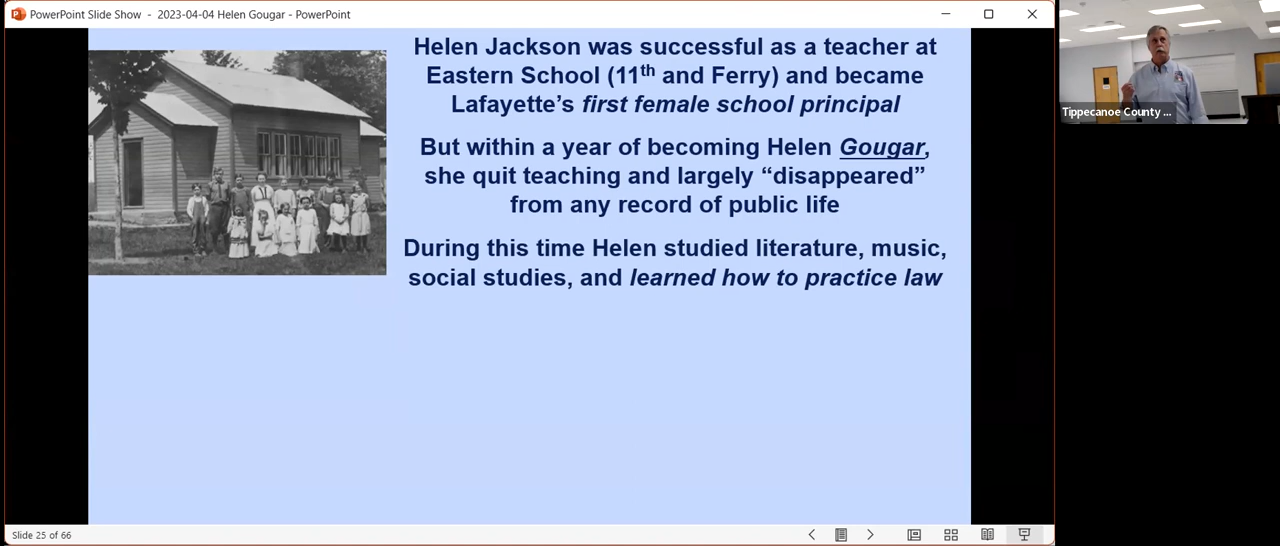 PowerPoint Slide Show - 2023-04-04 Helen Gougar - PowerPoint
Helen Jackson was successful as a teacher at
Eastern School (11th and Ferry) and became
Lafayette's first female school principal
But within a year of becoming Helen Gougar,
she quit teaching and largely “disappeared”
from any record of public life
During this time Helen studied literature, music,
social studies, and learned how to practice law
Tippecanoe County ...
Slide 25 of 66